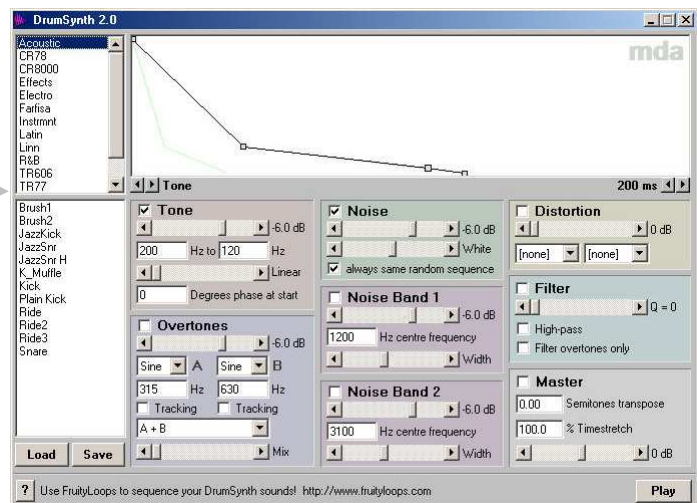 DrumSynth 2.0
Acoustic
CR78
CR8000
Effects
Electro
Farfisa
Instrmnt
Latin
Linn
R&B
TR606
TR77
mda
Tone
200 ms
Brush1
Brush2
JazzKick
JazzSnr
JazzSnr H
K_Muffle
Kick
Plain Kick
Ride
Ride2
Ride3
Snare
Load
Save
Tone
-6.0 dB
200 Hz to 120 Hz
Linear
0 Degrees phase at start
Overtones
-6.0 dB
Sine A Sine B
315 Hz 630 Hz
Tracking Tracking
A + B
Mix
Noise
-6.0 dB
White
always same random sequence
Noise Band 1
-6.0 dB
1200 Hz centre frequency
Width
Noise Band 2
-6.0 dB
3100 Hz centre frequency
Width
Distortion
0 dB
[none] [none]
Filter
Q = 0
High-pass
Filter overtones only
Master
0.00 Semitones transpose
100.0 % Timestretch
0 dB
? Use FruityLoops to sequence your DrumSynth sounds! http://www.fruityloops.com
Play